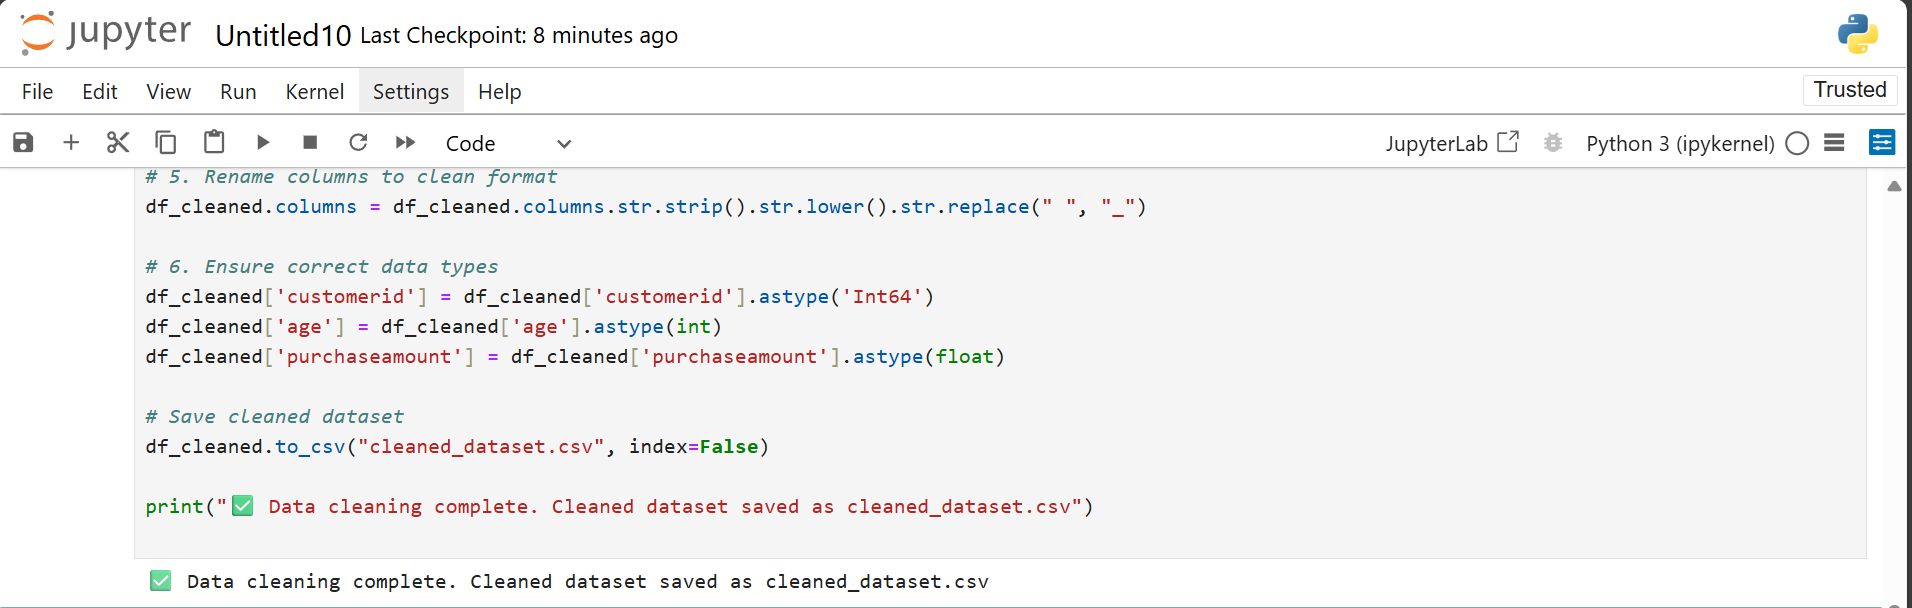 jupyter Untitled10 Last Checkpoint: 8 minutes ago
File Edit View Run Kernel Settings Help Trusted
Code JupyterLab Python 3 (ipykernel)
# 5. Rename columns to clean format
df_cleaned.columns = df_cleaned.columns.str.strip().str.lower().str.replace(" ", "_")
# 6. Ensure correct data types
df_cleaned['customerid'] = df_cleaned['customerid'].astype('Int64')
df_cleaned['age'] = df_cleaned['age'].astype(int)
df_cleaned['purchaseamount'] = df_cleaned['purchaseamount'].astype(float)
# Save cleaned dataset
df_cleaned.to_csv("cleaned_dataset.csv", index=False)
print("✅ Data cleaning complete. Cleaned dataset saved as cleaned_dataset.csv")
✅ Data cleaning complete. Cleaned dataset saved as cleaned_dataset.csv